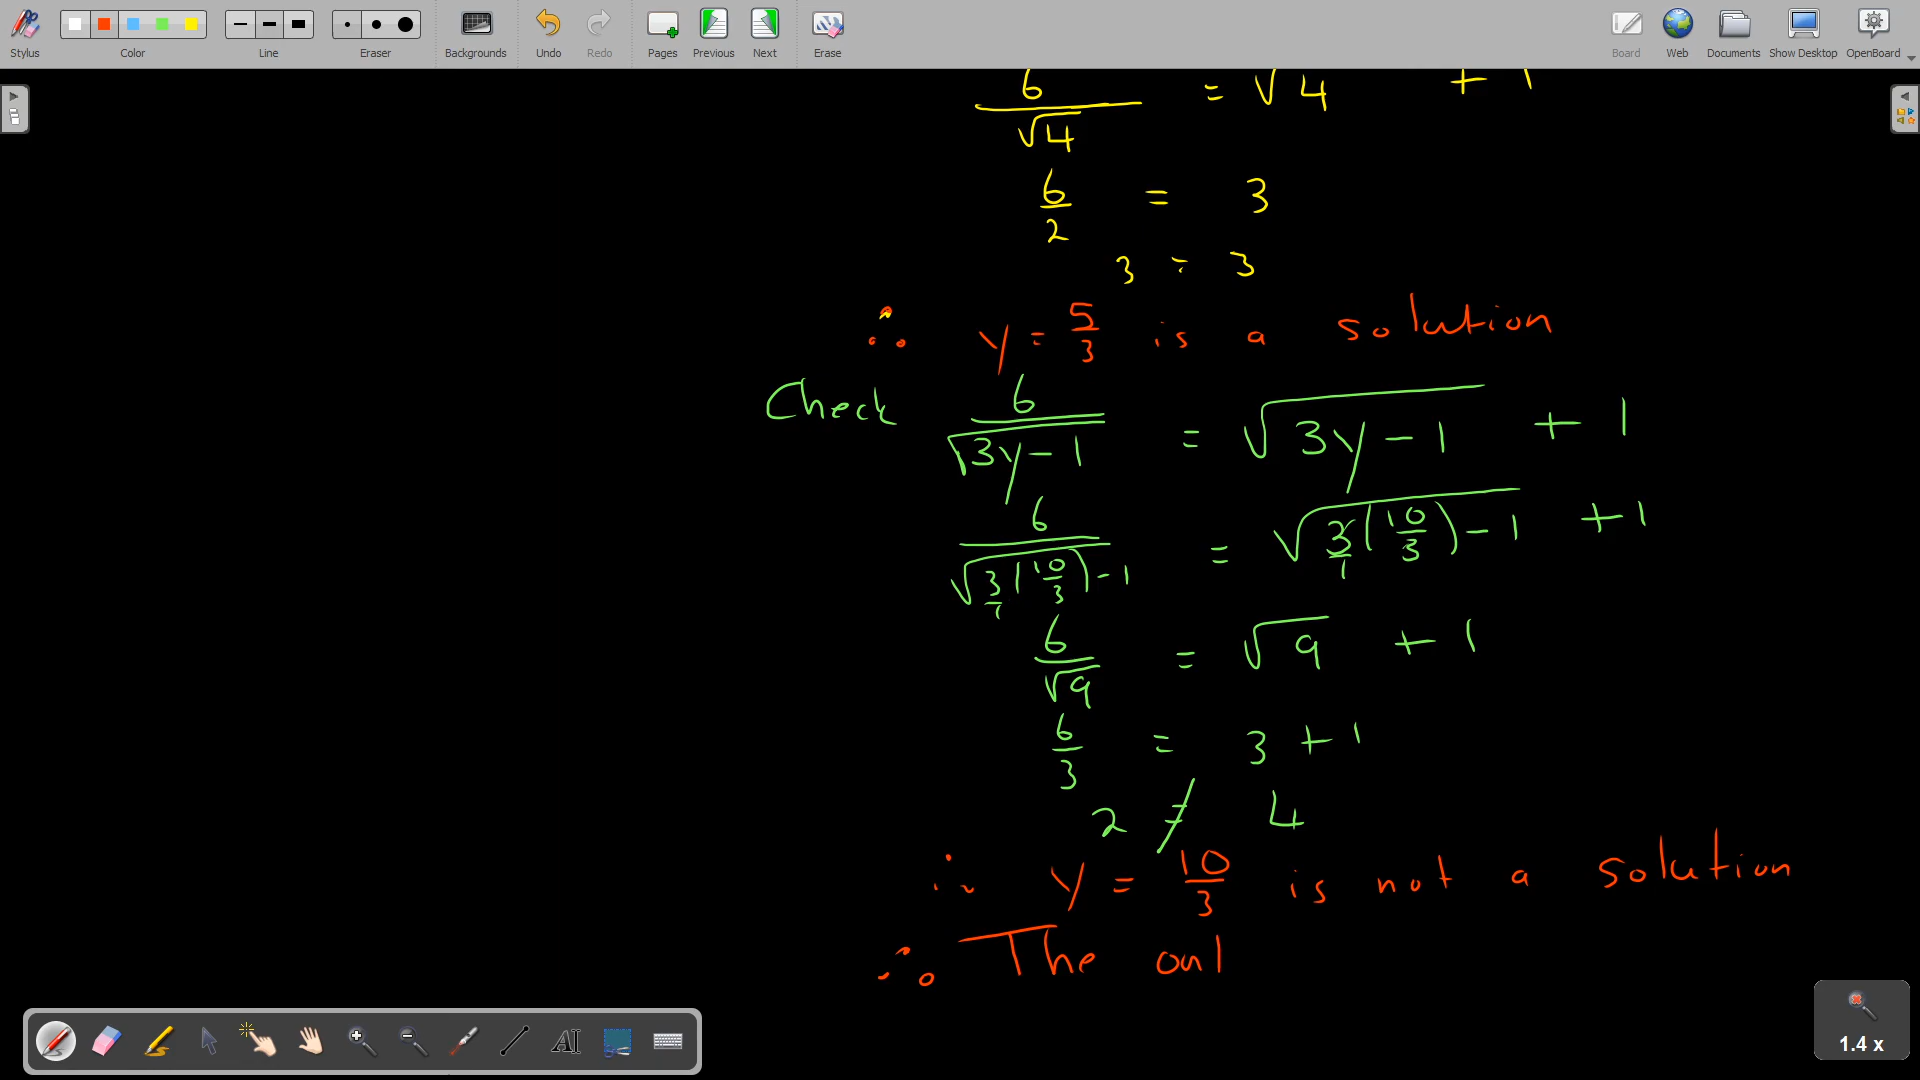 Stylus Color Line Eraser Backgrounds Undo Redo Pages Previous Next Erase Board Web Documents Show Desktop OpenBoard
6/√4 = √4 + 1
6/2 = 3
3 = 3
∴ y = 5/3 is a solution
Check 6/√(3y - 1) = √(3y - 1) + 1
6/√(3/1(10/3) - 1) = √(3/1(10/3) - 1) + 1
6/√9 = √9 + 1
6/3 = 3 + 1
2 ≠ 4
∴ y = 10/3 is not a solution
∴ The onl
1.4 x